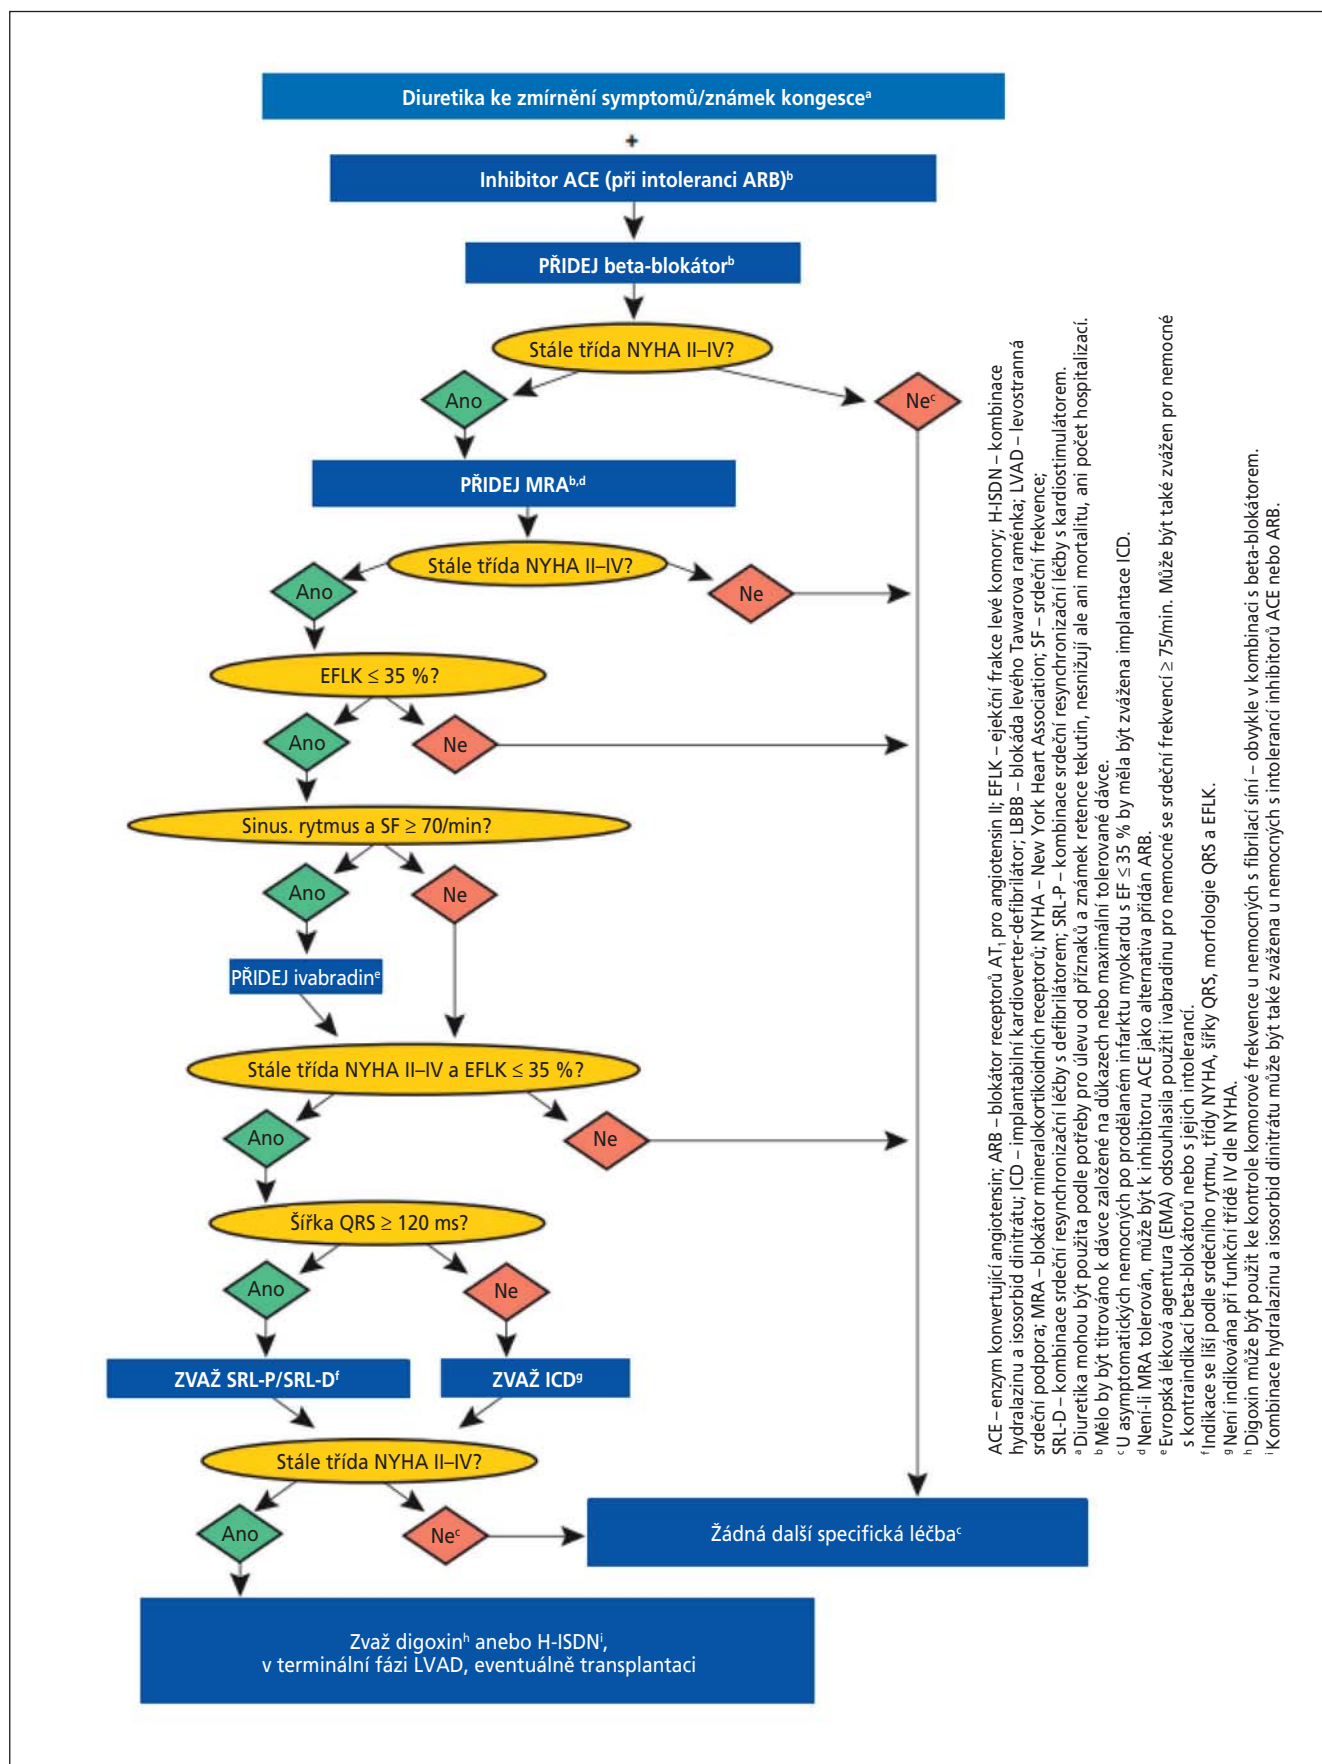 Diuretika ke zmírnění symptomů/známek kongesceᵃ
+
Inhibitor ACE (při intoleranci ARB)ᵇ
PŘIDEJ beta-blokátorᵇ
Stále třída NYHA II–IV?
Ano
Neᶜ
PŘIDEJ MRAᵇ,ᵈ
Stále třída NYHA II–IV?
Ano
Ne
EFLK ≤ 35 %?
Ano
Ne
Sinus. rytmus a SF ≥ 70/min?
Ano
Ne
PŘIDEJ ivabradinᵉ
Stále třída NYHA II–IV a EFLK ≤ 35 %?
Ano
Ne
Šířka QRS ≥ 120 ms?
Ano
Ne
ZVAŽ SRL-P/SRL-Dᶠ
ZVAŽ ICDᵍ
Stále třída NYHA II–IV?
Ano
Neᶜ
Žádná další specifická léčbaᶜ
Zvaž digoxinʰ anebo H-ISDNⁱ,
v terminální fázi LVAD, eventuálně transplantaci
ACE – enzym konvertující angiotensin; ARB – blokátor receptorů AT₁ pro angiotensin II; EFLK – ejekční frakce levé komory; H-ISDN – kombinace
hydralazinu a isosorbid dinitrátu; ICD – implantabilní kardioverter-defibrilátor; LBBB – blokáda levého Tawarova raménka; LVAD – levostranná
srdeční podpora; MRA – blokátor mineralokortikoidních receptorů; NYHA – New York Heart Association; SF – srdeční frekvence;
SRL-D – kombinace srdeční resynchronizační léčby s defibrilátorem; SRL-P – kombinace srdeční resynchronizační léčby s kardiostimulátorem.
ᵃ Diuretika mohou být použita podle potřeby pro úlevu od příznaků a známek retence tekutin, nesnižují ale ani mortalitu, ani počet hospitalizací.
ᵇ Mělo by být titrováno k dávce založené na důkazech nebo maximální tolerované dávce.
ᶜ U asymptomatických nemocných po prodělaném infarktu myokardu s EF ≤ 35 % by měla být zvážena implantace ICD.
ᵈ Není-li MRA tolerován, může být k inhibitoru ACE jako alternativa přidán ARB.
ᵉ Evropská léková agentura (EMA) odsouhlasila použití ivabradinu pro nemocné se srdeční frekvencí ≥ 75/min. Může být také zvážen pro nemocné
s kontraindikací beta-blokátorů nebo s jejich intolerancí.
ᶠ Indikace se liší podle srdečního rytmu, třídy NYHA, šířky QRS, morfologie QRS a EFLK.
ᵍ Není indikována při funkční třídě IV dle NYHA.
ʰ Digoxin může být použit ke kontrole komorové frekvence u nemocných s fibrilací síní – obvykle v kombinaci s beta-blokátorem.
ⁱ Kombinace hydralazinu a isosorbid dinitrátu může být také zvážena u nemocných s intolerancí inhibitorů ACE nebo ARB.